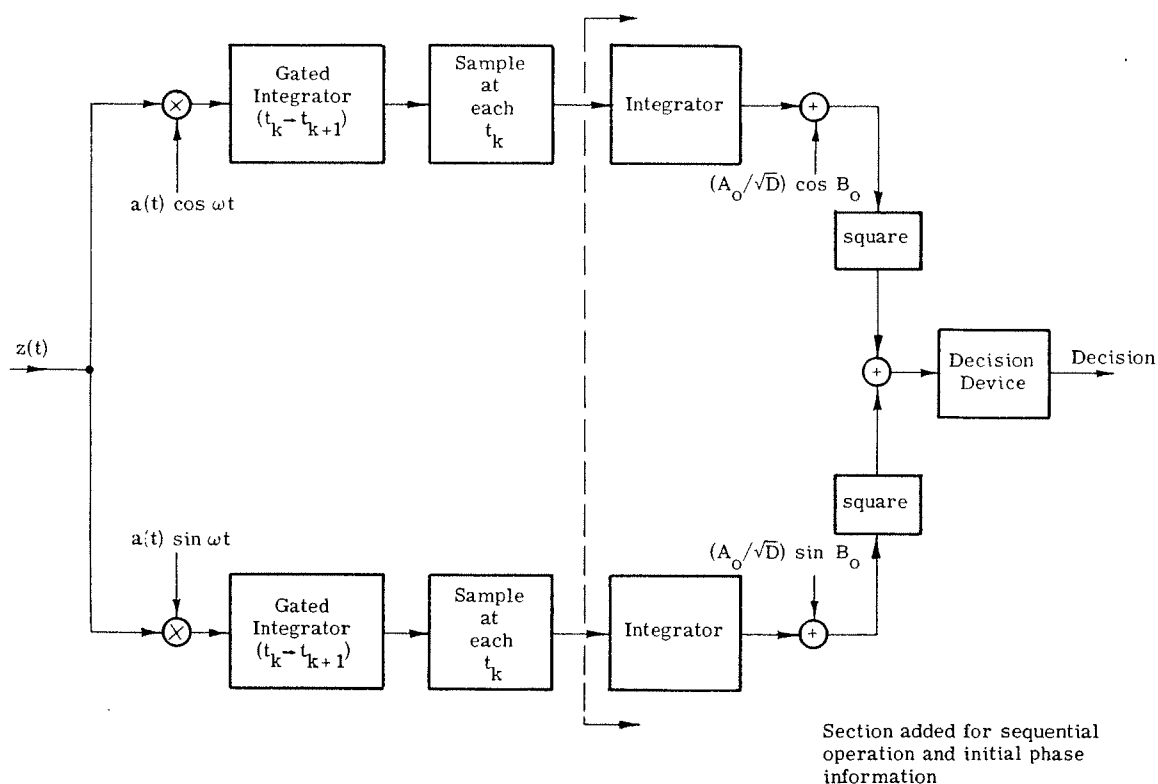 Gated
Integrator
(t_k → t_{k+1})
Sample
at
each
t_k
Integrator
+
(A_o/√D) cos B_o
×
a(t) cos ωt
square
z(t)
+
Decision
Device
Decision
square
a(t) sin ωt
(A_o/√D) sin B_o
×
Gated
Integrator
(t_k → t_{k+1})
Sample
at
each
t_k
Integrator
+
Section added for sequential
operation and initial phase
information